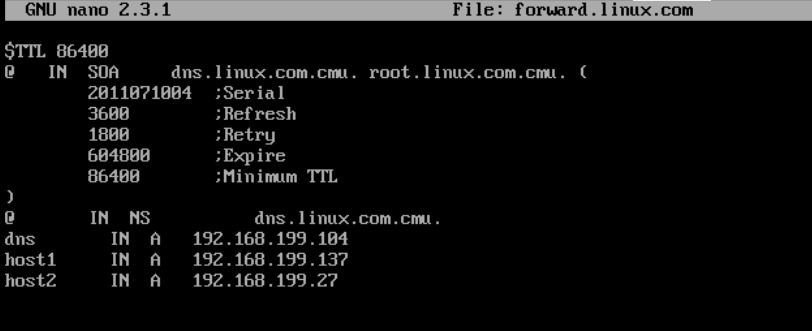 GNU nano 2.3.1 File: forward.linux.com
$TTL 86400
@ IN SOA dns.linux.com.cmu. root.linux.com.cmu. (
2011071004 ;Serial
3600 ;Refresh
1800 ;Retry
604800 ;Expire
86400 ;Minimum TTL
)
@ IN NS dns.linux.com.cmu.
dns IN A 192.168.199.104
host1 IN A 192.168.199.137
host2 IN A 192.168.199.27